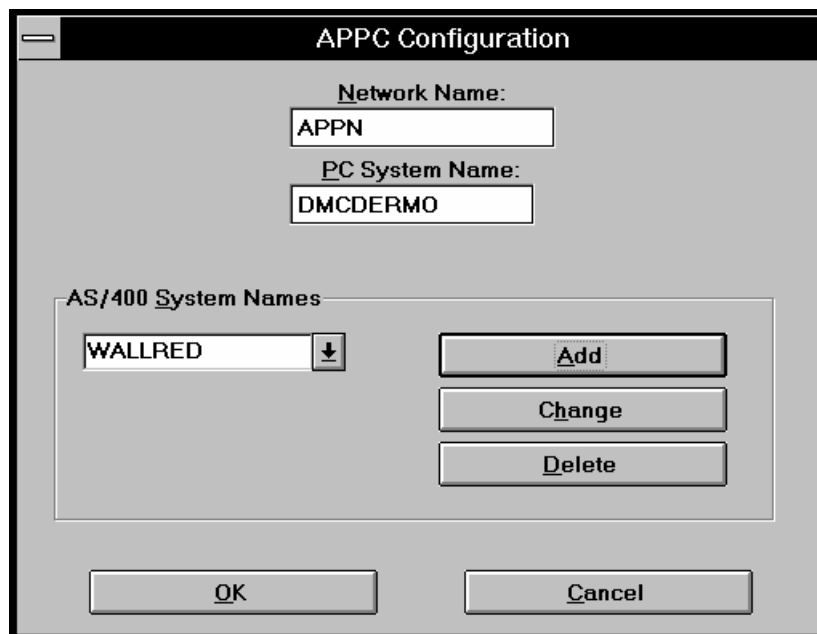 APPC Configuration
Network Name:
APPN
PC System Name:
DMCDERMO
AS/400 System Names
WALLRED
Add
Change
Delete
OK
Cancel